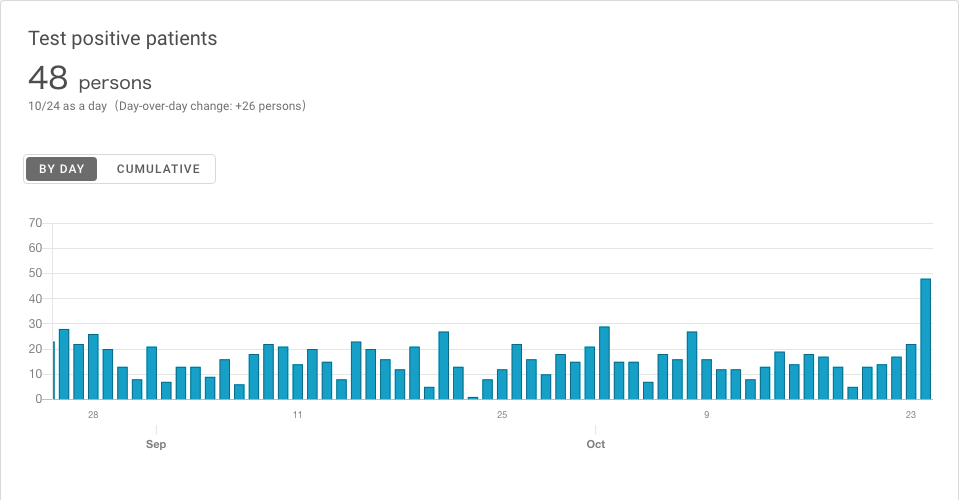 Test positive patients
48 persons
10/24 as a day（Day-over-day change: +26 persons）
BY DAY CUMULATIVE
70
60
50
40
30
20
10
0
28 11 25 9 23
Sep Oct